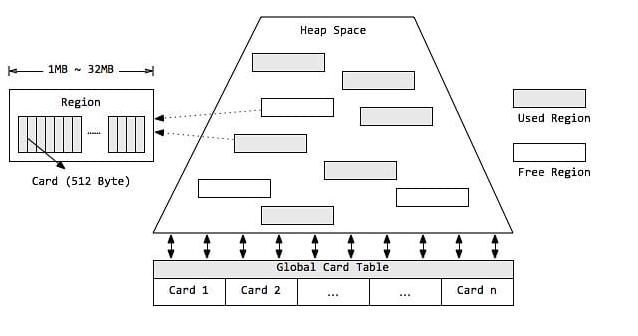 Heap Space
1MB ~ 32MB
Region
......
Card (512 Byte)
Used Region
Free Region
Global Card Table
Card 1 Card 2 ... ... Card n